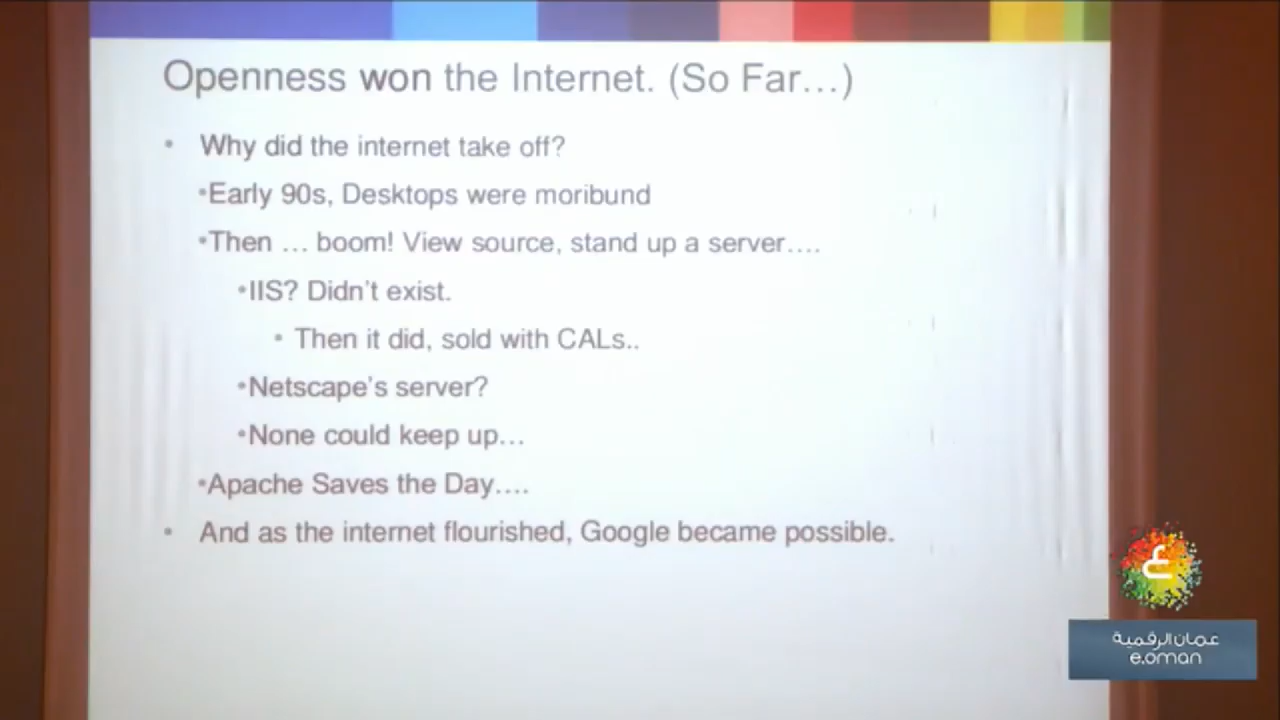 Openness won the Internet. (So Far…)
• Why did the internet take off?
•Early 90s, Desktops were moribund
•Then … boom! View source, stand up a server….
•IIS? Didn't exist.
• Then it did, sold with CALs..
•Netscape's server?
•None could keep up…
•Apache Saves the Day….
• And as the internet flourished, Google became possible.
ع
عمان الرقمية
e.oman